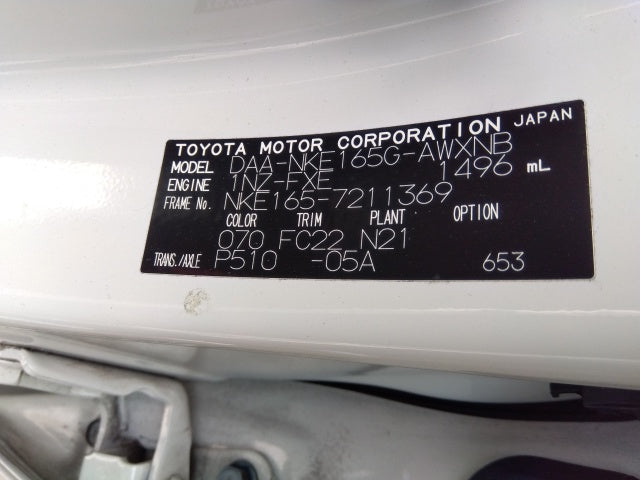 TOYOTA MOTOR CORPORATION JAPAN
MODEL DAA-NKE165G-AWXNB
ENGINE 1NZ-FXE 1496 mL
FRAME No. NKE165-7211369
COLOR TRIM PLANT OPTION
070 FC22 N21
TRANS./AXLE P510 -05A 653